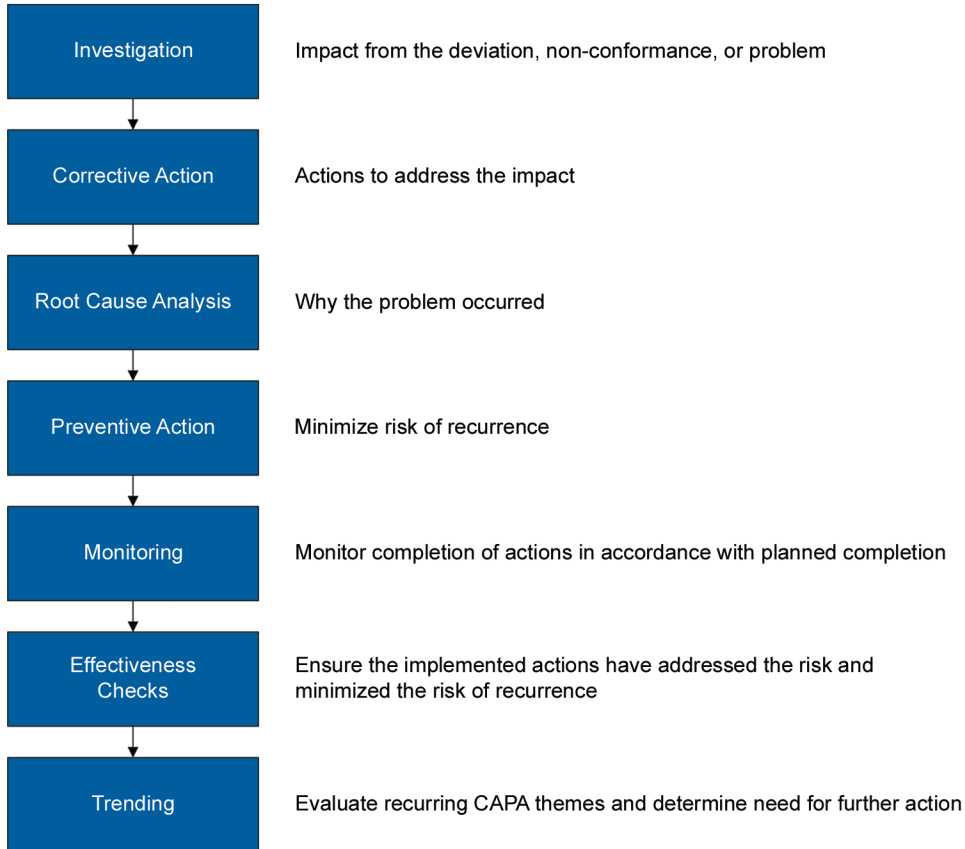 Investigation
Impact from the deviation, non-conformance, or problem
Corrective Action
Actions to address the impact
Root Cause Analysis
Why the problem occurred
Preventive Action
Minimize risk of recurrence
Monitoring
Monitor completion of actions in accordance with planned completion
Effectiveness
Checks
Ensure the implemented actions have addressed the risk and
minimized the risk of recurrence
Trending
Evaluate recurring CAPA themes and determine need for further action